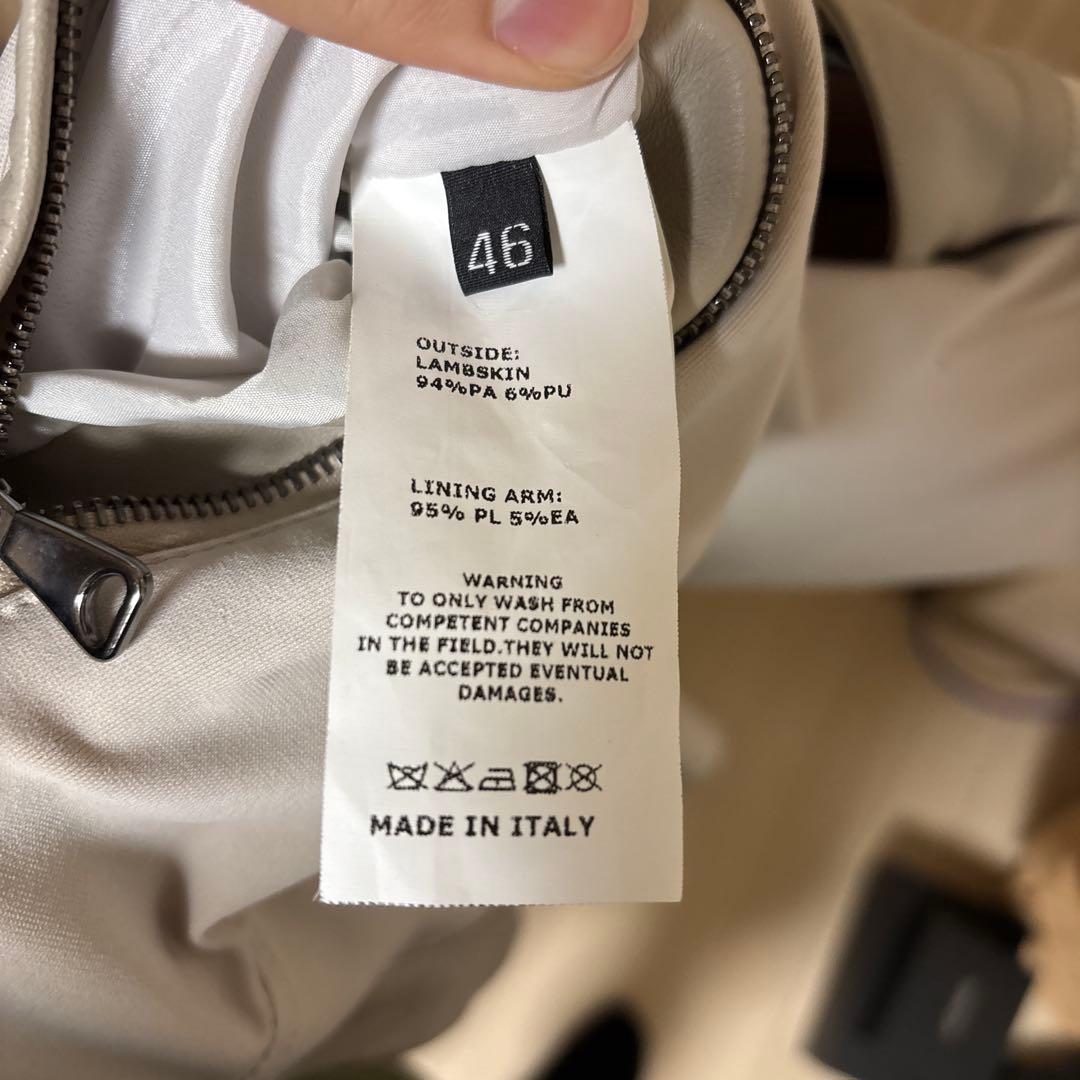 46
OUTSIDE:
LAMBSKIN
94%PA 6%PU
LINING ARM:
95% PL 5%EA
WARNING
TO ONLY WASH FROM
COMPETENT COMPANIES
IN THE FIELD.THEY WILL NOT
BE ACCEPTED EVENTUAL
DAMAGES.
MADE IN ITALY